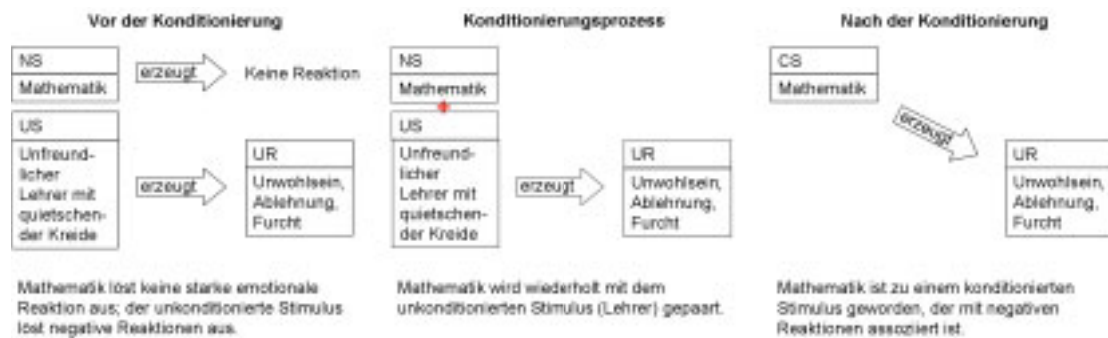 Vor der Konditionierung
NS
Mathematik
erzeugt
Keine Reaktion
US
Unfreund-
licher
Lehrer mit
quietschen-
der Kreide
erzeugt
UR
Unwohlsein,
Ablehnung,
Furcht
Mathematik löst keine starke emotionale
Reaktion aus; der unkonditionierte Stimulus
löst negative Reaktionen aus.
Konditionierungsprozess
NS
Mathematik
+
US
Unfreund-
licher
Lehrer mit
quietschen-
der Kreide
erzeugt
UR
Unwohlsein,
Ablehnung,
Furcht
Mathematik wird wiederholt mit dem
unkonditionierten Stimulus (Lehrer) gepaart.
Nach der Konditionierung
CS
Mathematik
erzeugt
UR
Unwohlsein,
Ablehnung,
Furcht
Mathematik ist zu einem konditionierten
Stimulus geworden, der mit negativen
Reaktionen assoziiert ist.